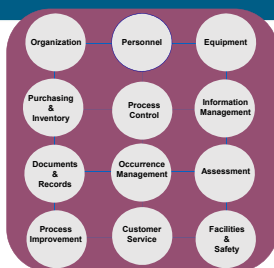 Organization
Personnel
Equipment
Purchasing
&
Inventory
Process
Control
Information
Management
Documents
&
Records
Occurrence
Management
Assessment
Process
Improvement
Customer
Service
Facilities
&
Safety